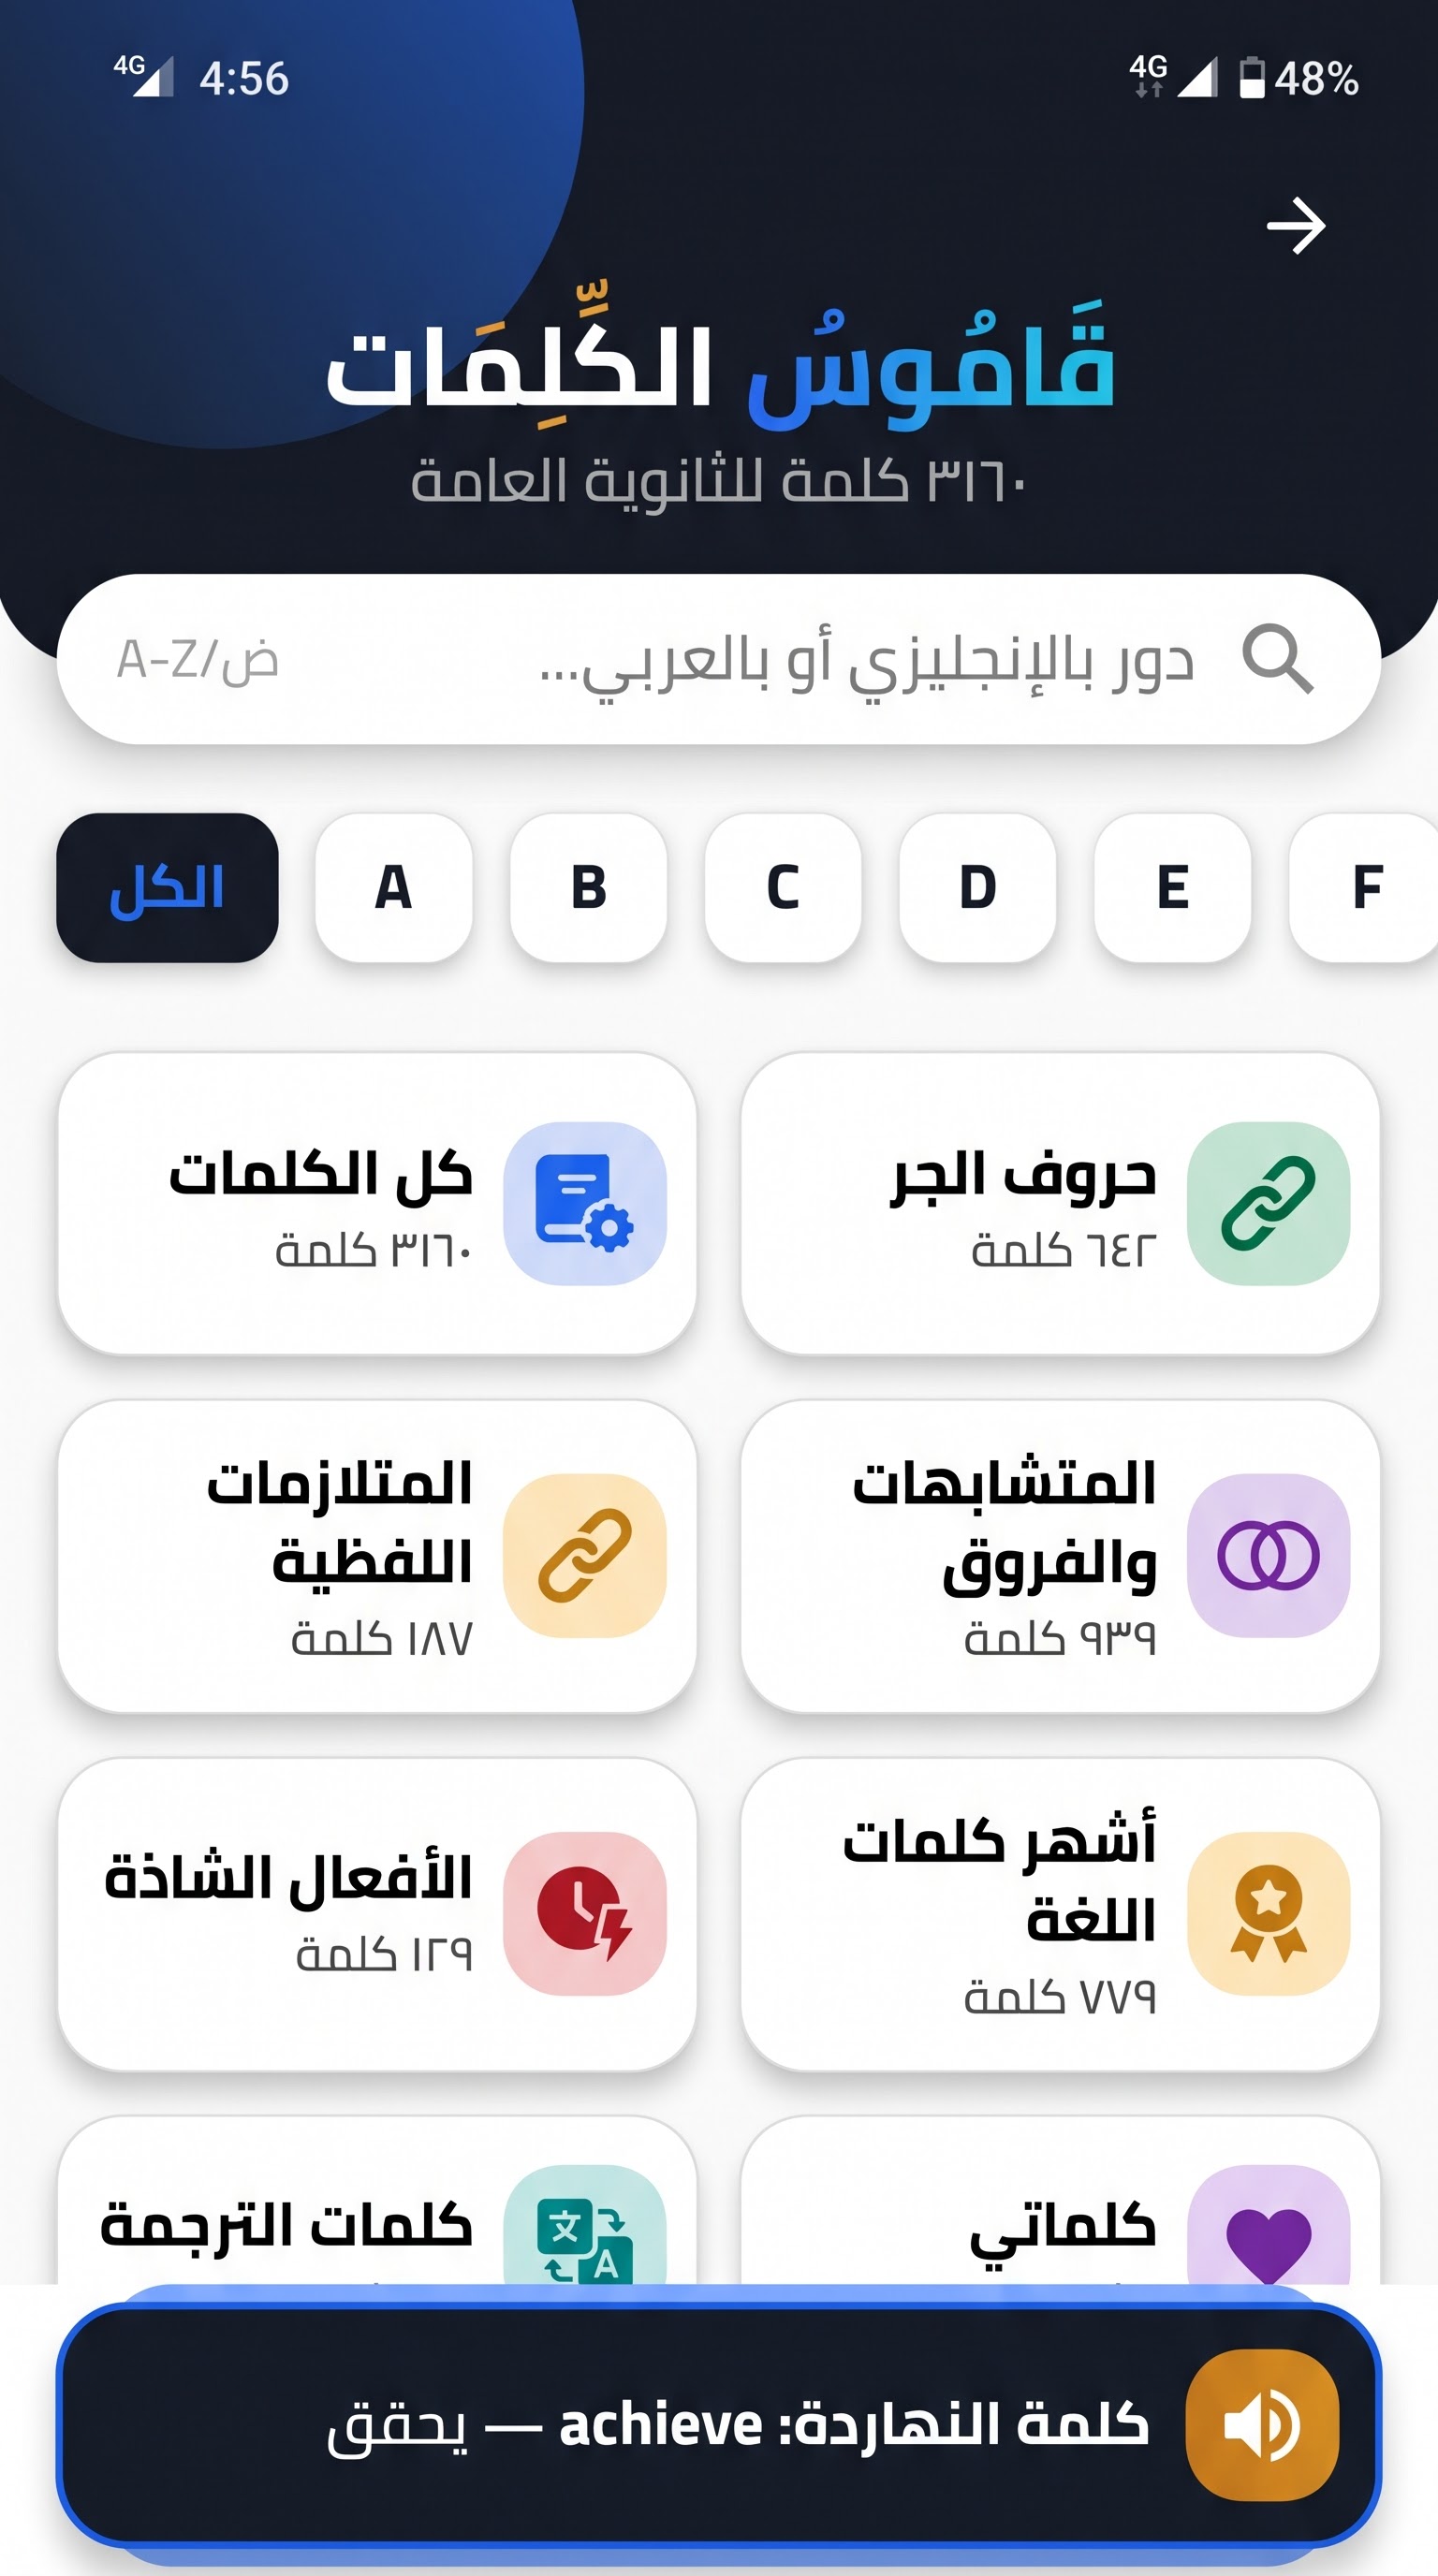 4G 4:56 4G 48%
قَامُوسُ الكِّلِمَات
٣١٦٠ كلمة للثانوية العامة
دور بالإنجليزي أو بالعربي... ض/A-Z
الكل A B C D E F
حروف الجر
٦٤٢ كلمة
كل الكلمات
٣١٦٠ كلمة
المتشابهات
والفروق
٩٣٩ كلمة
المتلازمات
اللفظية
١٨٧ كلمة
أشهر كلمات
اللغة
٧٧٩ كلمة
الأفعال الشاذة
١٢٩ كلمة
كلماتي
كلمات الترجمة
文 A
كلمة النهاردة: achieve — يحقق